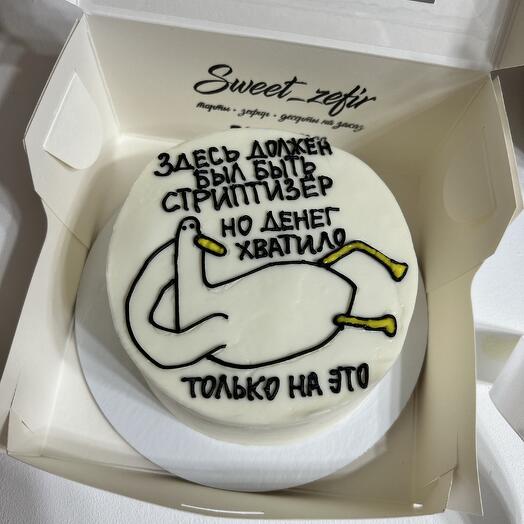 Sweet_zefir
торты • зефир • десерты на заказ
ЗДЕСЬ ДОЛЖЕН
БЫЛ БЫТЬ
СТРИПТИЗЕР
НО ДЕНЕГ
ХВАТИЛО
ТОЛЬКО НА ЭТО